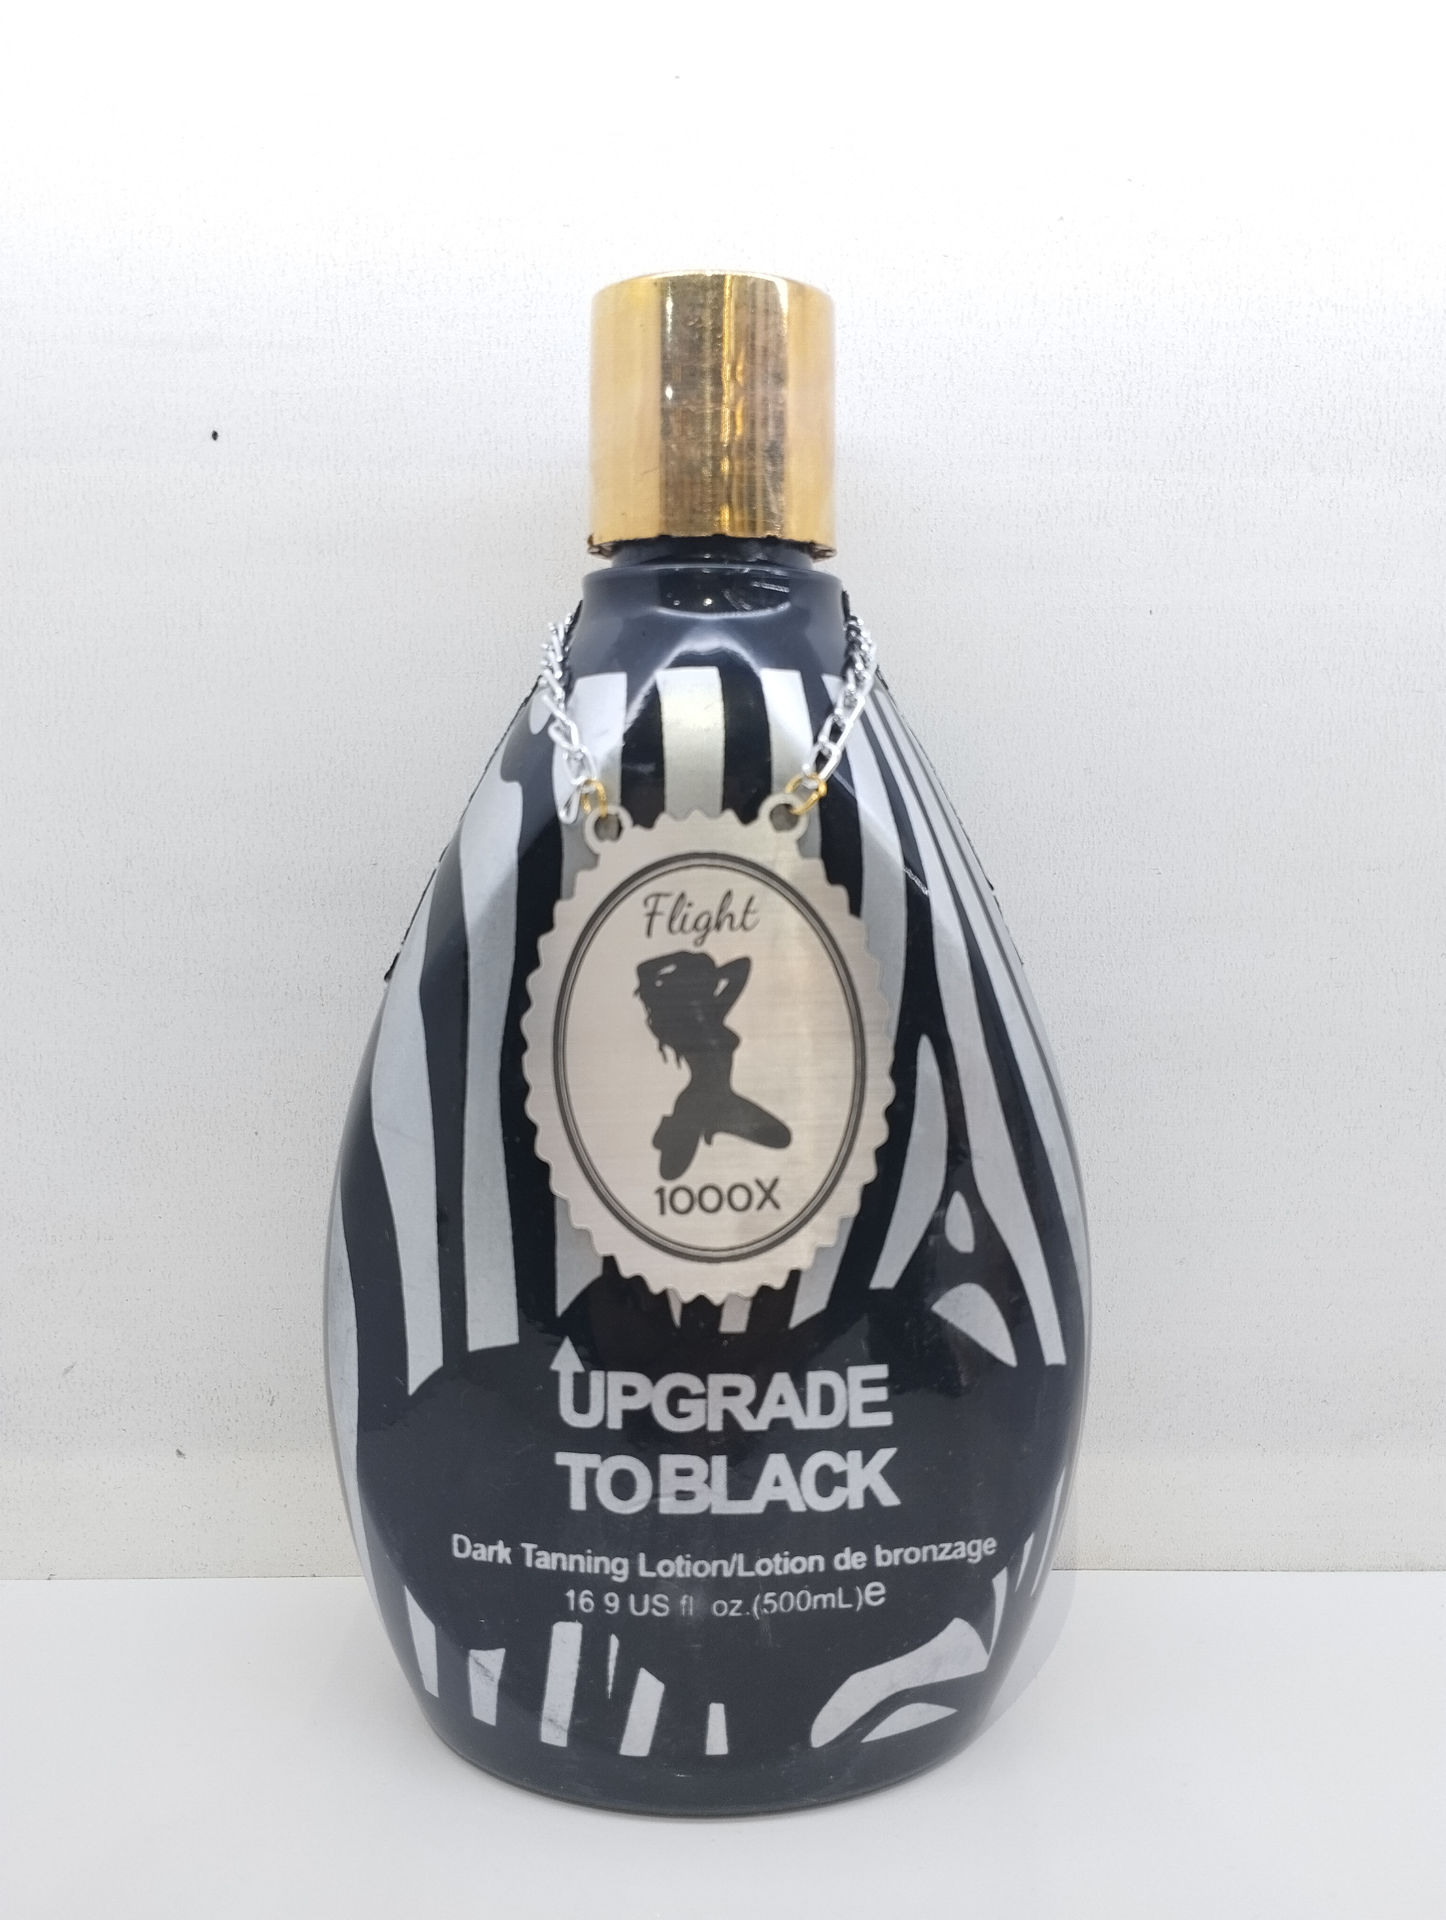 Flight
1000X
UPGRADE
TO BLACK
Dark Tanning Lotion/Lotion de bronzage
16 9 US fl oz.(500mL)e